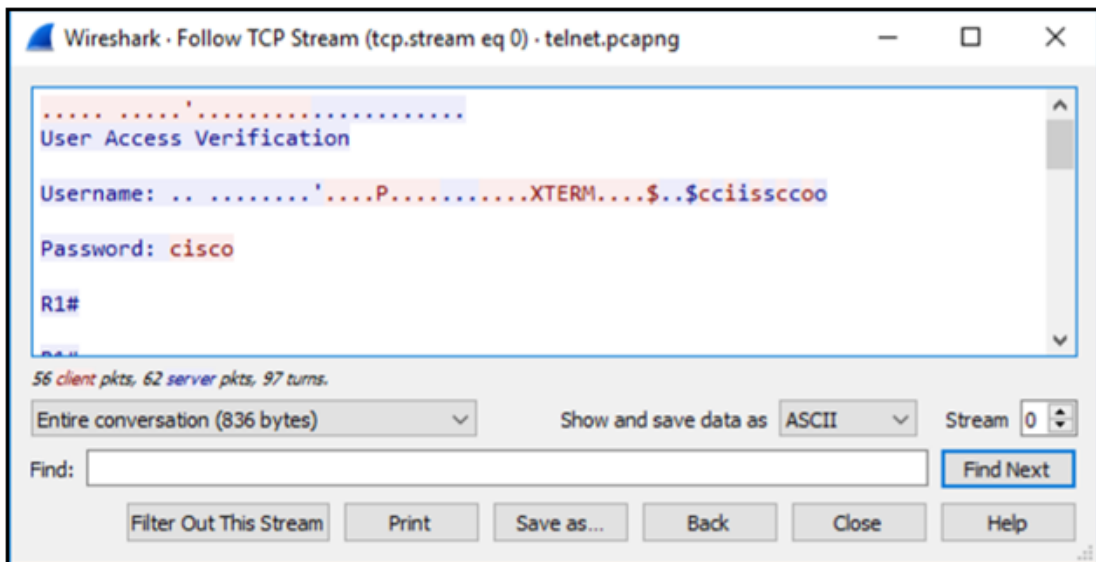 Wireshark · Follow TCP Stream (tcp.stream eq 0) · telnet.pcapng
..... .....'.....................
User Access Verification
Username: .. ........'....P..........XTERM....$..$cciissccoo
Password: cisco
R1#
56 client pkts, 62 server pkts, 97 turns.
Entire conversation (836 bytes) Show and save data as ASCII Stream 0
Find: Find Next
Filter Out This Stream Print Save as... Back Close Help